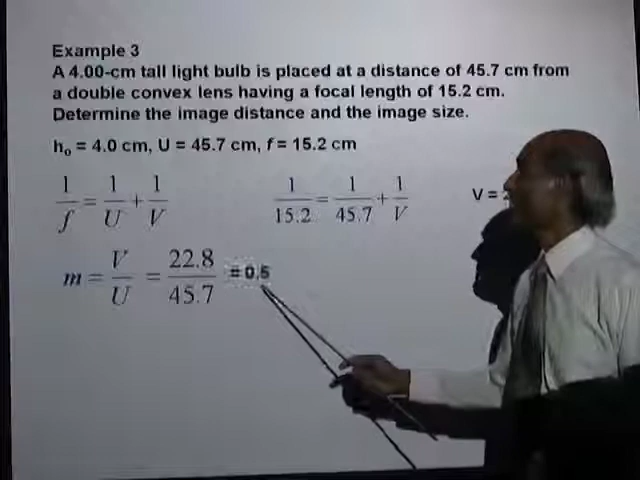 Example 3
A 4.00-cm tall light bulb is placed at a distance of 45.7 cm from
a double convex lens having a focal length of 15.2 cm.
Determine the image distance and the image size.
hₒ = 4.0 cm, U = 45.7 cm, f = 15.2 cm
1/f = 1/U + 1/V 1/15.2 = 1/45.7 + 1/V V =
m = V/U = 22.8/45.7 = 0.5